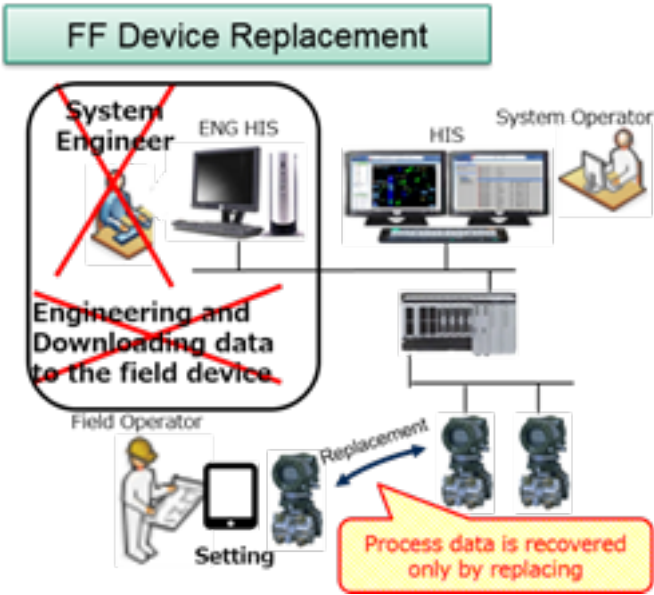 FF Device Replacement
System
Engineer
ENG HIS
HIS
System Operator
Engineering and
Downloading data
to the field device
Field Operator
Replacement
Setting
Process data is recovered
only by replacing